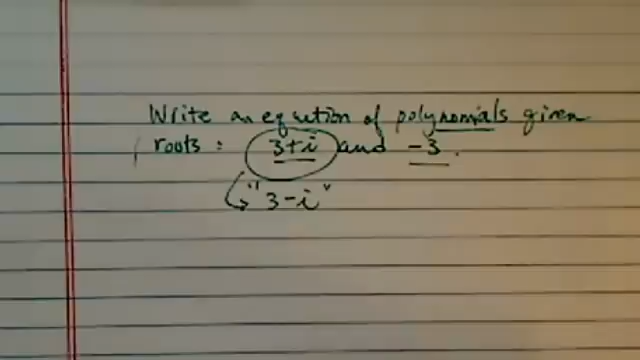 Write an equation of polynomials given
roots : 3+i and -3.
"3-i"